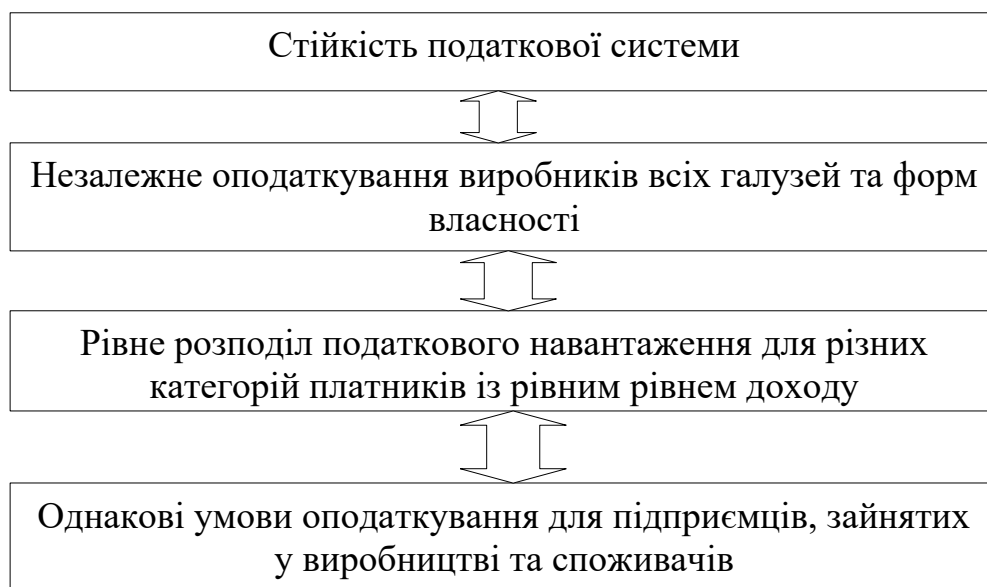 Стійкість податкової системи
Незалежне оподаткування виробників всіх галузей та форм
власності
Рівне розподіл податкового навантаження для різних
категорій платників із рівним рівнем доходу
Однакові умови оподаткування для підприємців, зайнятих
у виробництві та споживачів